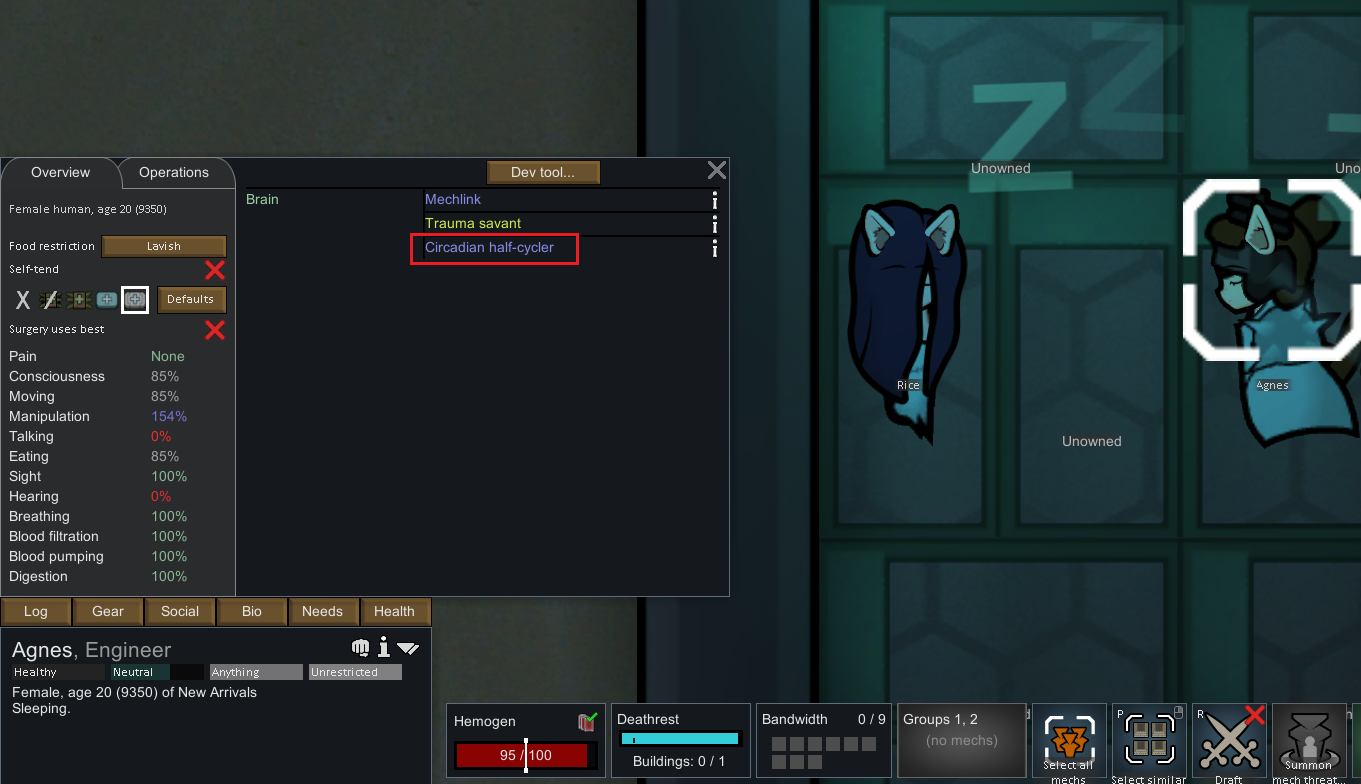 Overview
Operations
Dev tool...
Female human, age 20 (9350)
Food restriction
Lavish
Self-tend
Defaults
Surgery uses best
Pain None
Consciousness 85%
Moving 85%
Manipulation 154%
Talking 0%
Eating 85%
Sight 100%
Hearing 0%
Breathing 100%
Blood filtration 100%
Blood pumping 100%
Digestion 100%
Brain
Mechlink
Trauma savant
Circadian half-cycler
Unowned
Uno
Rice
Agnes
Unowned
Z
Z
Log
Gear
Social
Bio
Needs
Health
Agnes, Engineer
Healthy
Neutral
Anything
Unrestricted
Female, age 20 (9350) of New Arrivals
Sleeping.
Hemogen
95 / 100
Deathrest
Buildings: 0 / 1
Bandwidth 0 / 9
Groups 1, 2
(no mechs)
Select all
mechs
P
Select similar
R
Draft
Summon
mech threat...